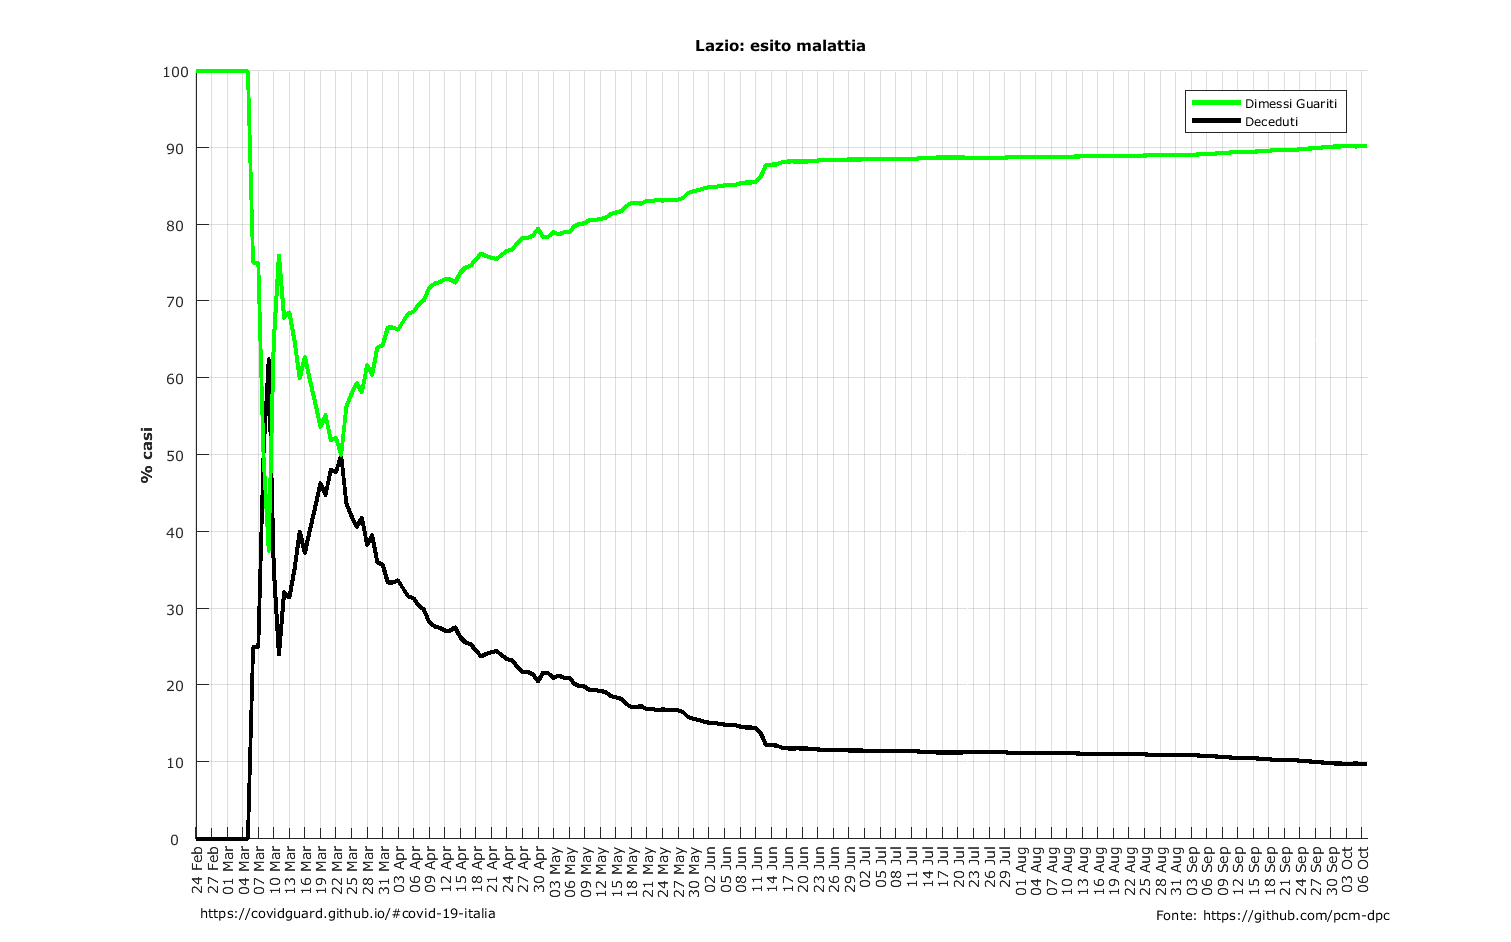 Lazio: esito malattia
100
90
80
70
60
50
40
30
20
10
0
% casi
Dimessi Guariti
Deceduti
24 Feb
27 Feb
01 Mar
04 Mar
07 Mar
10 Mar
13 Mar
16 Mar
19 Mar
22 Mar
25 Mar
28 Mar
31 Mar
03 Apr
06 Apr
09 Apr
12 Apr
15 Apr
18 Apr
21 Apr
24 Apr
27 Apr
30 Apr
03 May
06 May
09 May
12 May
15 May
18 May
21 May
24 May
27 May
30 May
02 Jun
05 Jun
08 Jun
11 Jun
14 Jun
17 Jun
20 Jun
23 Jun
26 Jun
29 Jun
02 Jul
05 Jul
08 Jul
11 Jul
14 Jul
17 Jul
20 Jul
23 Jul
26 Jul
29 Jul
01 Aug
04 Aug
07 Aug
10 Aug
13 Aug
16 Aug
19 Aug
22 Aug
25 Aug
28 Aug
31 Aug
03 Sep
06 Sep
09 Sep
12 Sep
15 Sep
18 Sep
21 Sep
24 Sep
27 Sep
30 Sep
03 Oct
06 Oct
https://covidguard.github.io/#covid-19-italia
Fonte: https://github.com/pcm-dpc